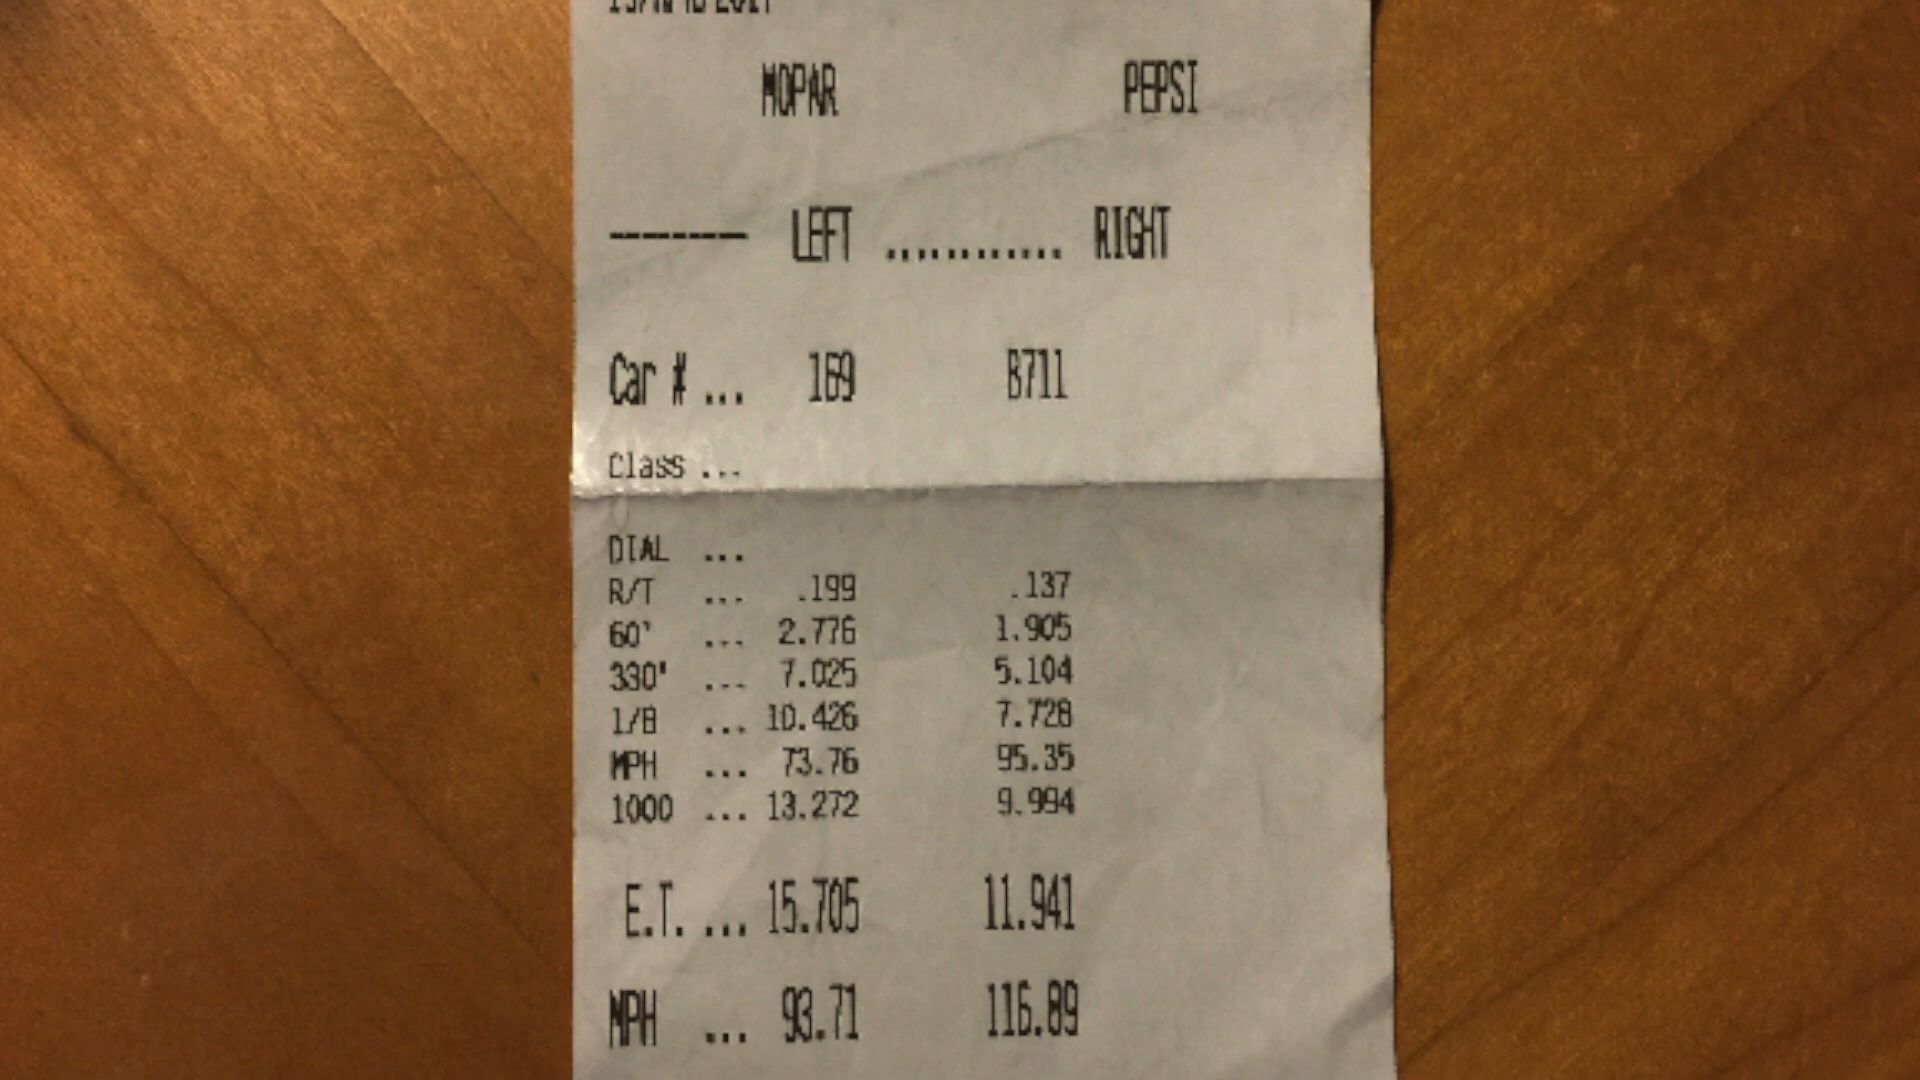 MOPAR PEPSI
-------- LEFT ............ RIGHT
Car # ... 169 B711
Class ...
DIAL ...
R/T ... .199 .137
60' ... 2.776 1.905
330' ... 7.025 5.104
1/8 ... 10.426 7.728
MPH ... 73.76 95.35
1000 ... 13.272 9.994
E.T. ... 15.705 11.941
MPH ... 93.71 116.89